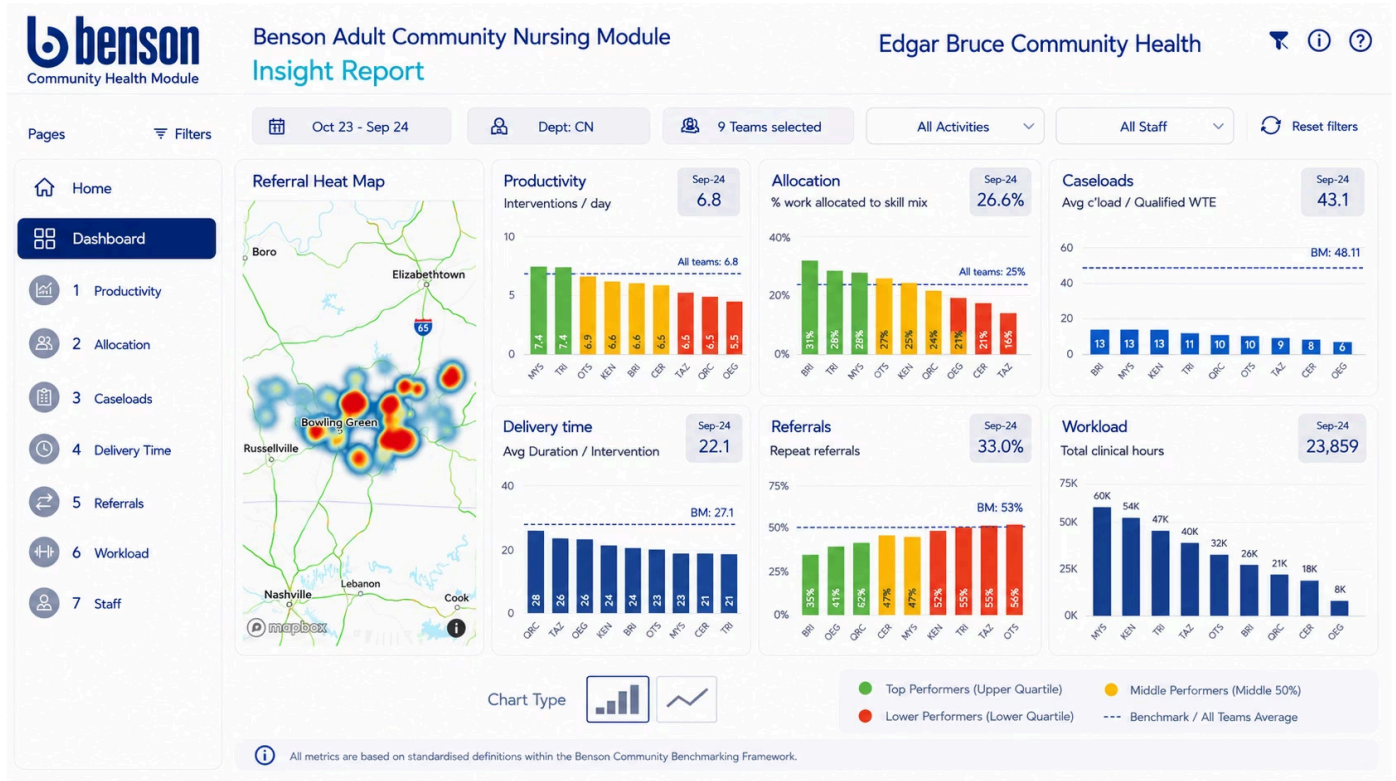 benson
Community Health Module
Benson Adult Community Nursing Module
Insight Report
Edgar Bruce Community Health
Pages
Filters
Oct 23 - Sep 24
Dept: CN
9 Teams selected
All Activities
All Staff
Reset filters
Home
Dashboard
1 Productivity
2 Allocation
3 Caseloads
4 Delivery Time
5 Referrals
6 Workload
7 Staff
Referral Heat Map
Boro
Elizabethtown
65
Bowling Green
Russellville
Nashville
Lebanon
Cook
mapbox
Productivity
Interventions / day
Sep-24
6.8
10
5
0
All teams: 6.8
7.4 7.4 6.9 6.6 6.6 6.5 6.5 6.5 5.5
MYS TRI OTS KEN BRI CER TAZ QRC OEG
Allocation
% work allocated to skill mix
Sep-24
26.6%
40%
20%
0%
All teams: 25%
31% 28% 28% 27% 25% 24% 21% 21% 16%
BRI TRI MYS OTS KEN QRC OEG CER TAZ
Caseloads
Avg c'load / Qualified WTE
Sep-24
43.1
60
40
20
0
BM: 48.11
13 13 13 11 10 10 9 8 6
BRI MYS KEN TRI QRC OTS TAZ CER OEG
Delivery time
Avg Duration / Intervention
Sep-24
22.1
40
20
0
BM: 27.1
28 26 26 24 24 23 23 21 21
QRC TAZ OEG KEN BRI OTS MYS CER TRI
Referrals
Repeat referrals
Sep-24
33.0%
75%
50%
25%
0%
BM: 53%
35% 41% 62% 47% 47% 52% 55% 55% 56%
BRI OEG QRC CER MYS KEN TRI TAZ OTS
Workload
Total clinical hours
Sep-24
23,859
75K
50K
25K
0K
60K 54K 47K 40K 32K 26K 21K 18K 8K
MYS KEN TRI TAZ OTS BRI QRC CER OEG
Chart Type
Top Performers (Upper Quartile)
Middle Performers (Middle 50%)
Lower Performers (Lower Quartile)
Benchmark / All Teams Average
All metrics are based on standardised definitions within the Benson Community Benchmarking Framework.